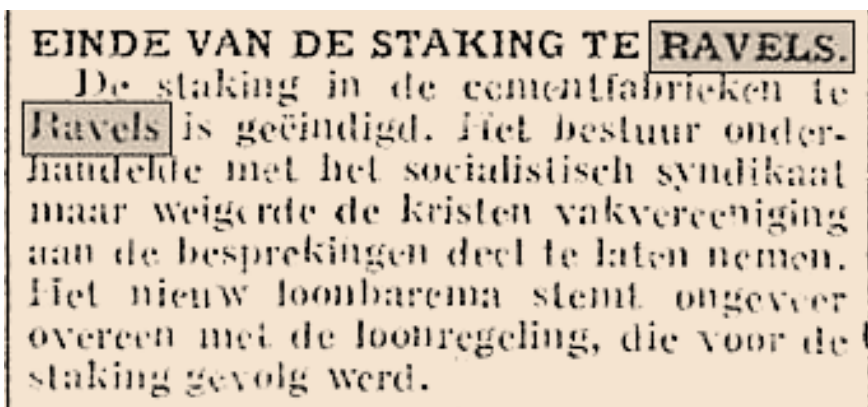 EINDE VAN DE STAKING TE RAVELS.
De staking in de cementfabrieken te
Ravels is geëindigd. Het bestuur onder-
handelde met het socialistisch syndikaat
maar weigerde de kristen vakvereeniging
aan de besprekingen deel te laten nemen.
Het nieuw loonbarema stemt ongeveer
overeen met de loonregeling, die voor de
staking gevolg werd.